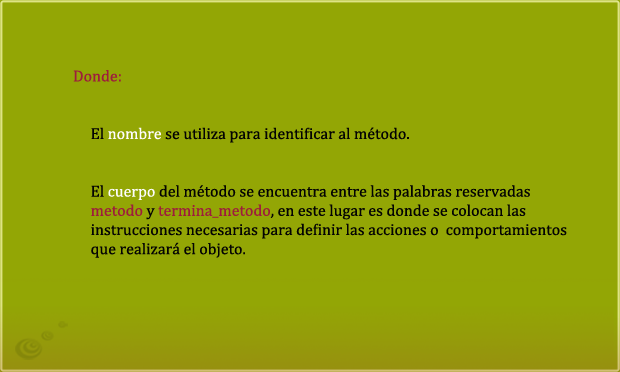 Donde:
El nombre se utiliza para identificar al método.
El cuerpo del método se encuentra entre las palabras reservadas
metodo y termina_metodo, en este lugar es donde se colocan las
instrucciones necesarias para definir las acciones o  comportamientos
que realizará el objeto.